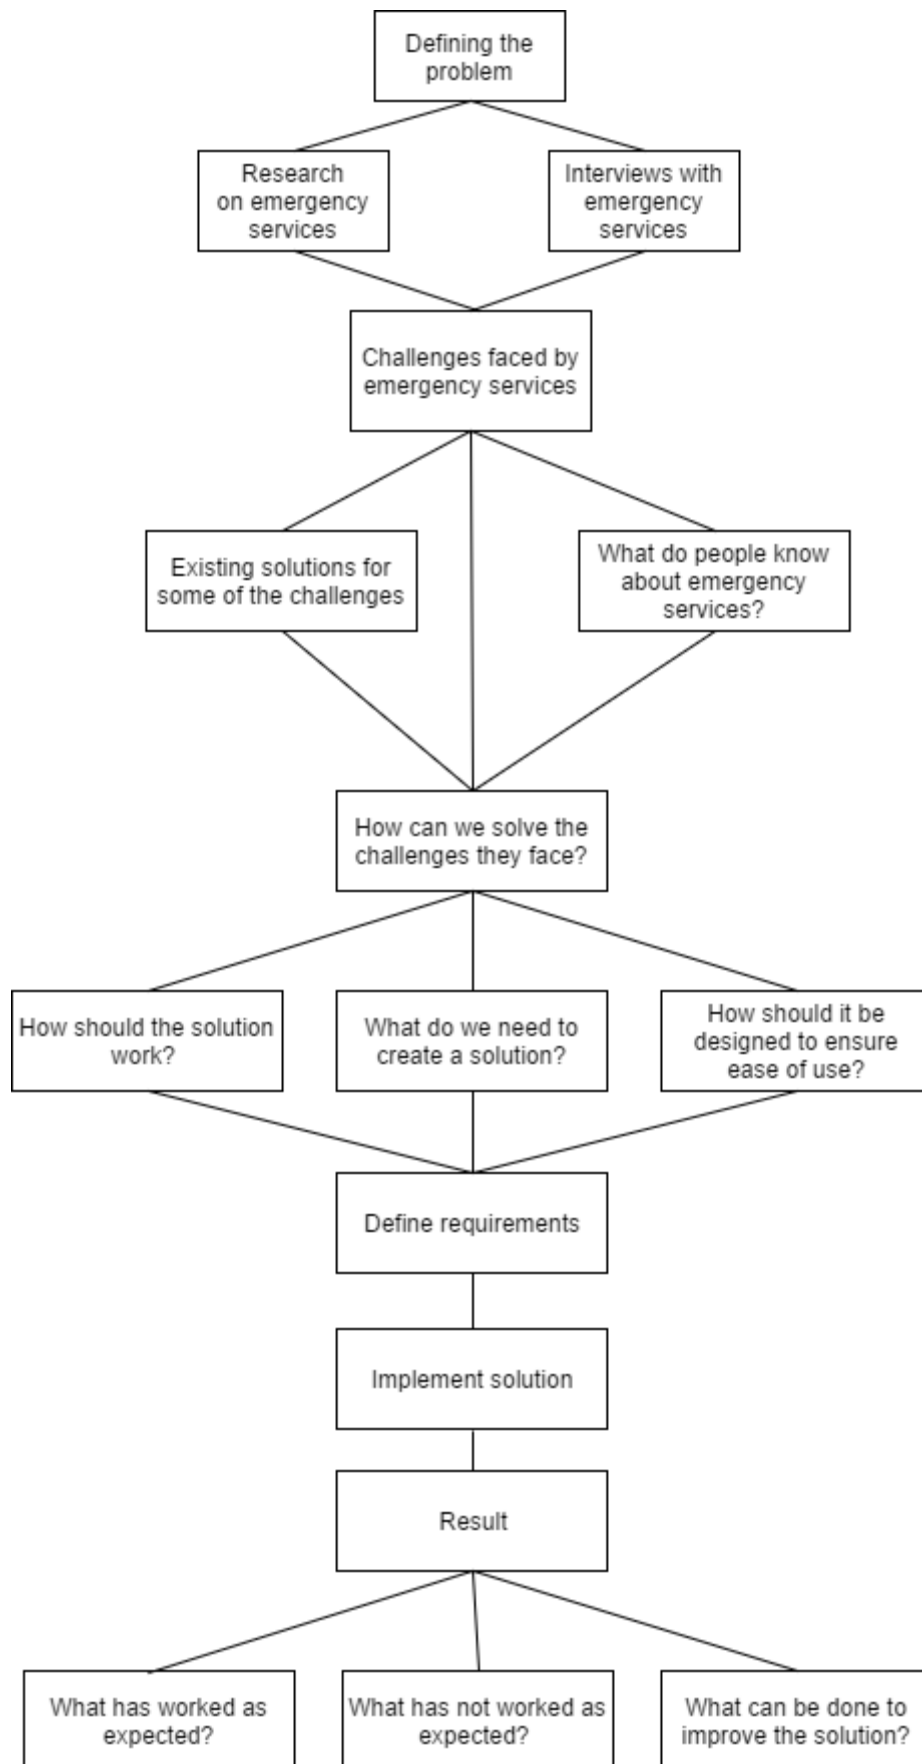 Defining the
problem
Research
on emergency
services
Interviews with
emergency
services
Challenges faced by
emergency services
Existing solutions for
some of the challenges
What do people know
about emergency
services?
How can we solve the
challenges they face?
How should the solution
work?
What do we need to
create a solution?
How should it be
designed to ensure
ease of use?
Define requirements
Implement solution
Result
What has worked as
expected?
What has not worked as
expected?
What can be done to
improve the solution?